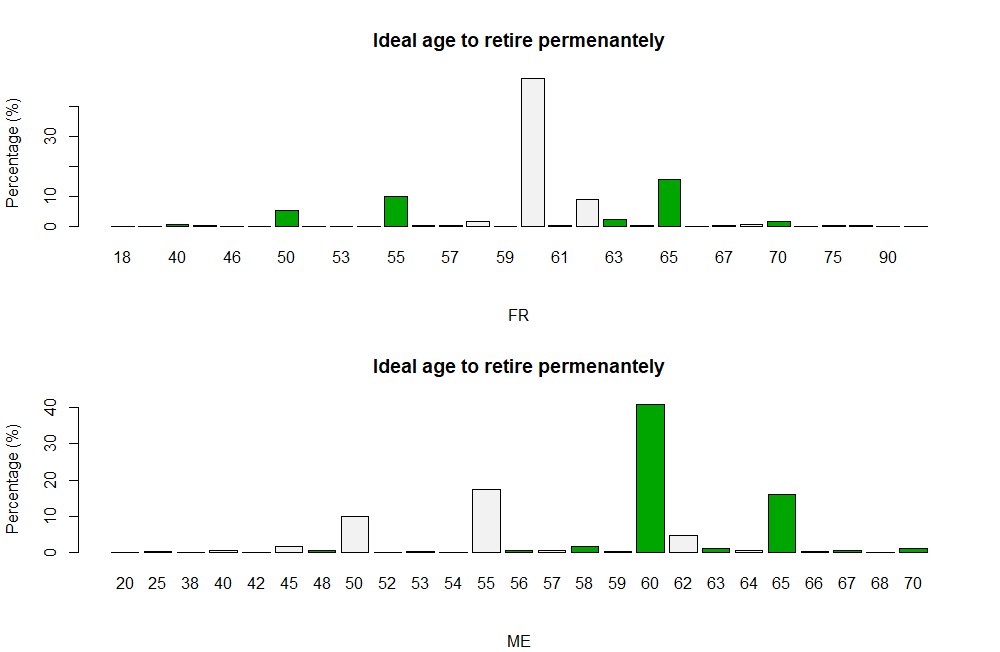 Ideal age to retire permenantely
Percentage (%)
30
10
0
18 40 46 50 53 55 57 59 61 63 65 67 70 75 90
FR
Ideal age to retire permenantely
Percentage (%)
40
30
20
10
0
20 25 38 40 42 45 48 50 52 53 54 55 56 57 58 59 60 62 63 64 65 66 67 68 70
ME